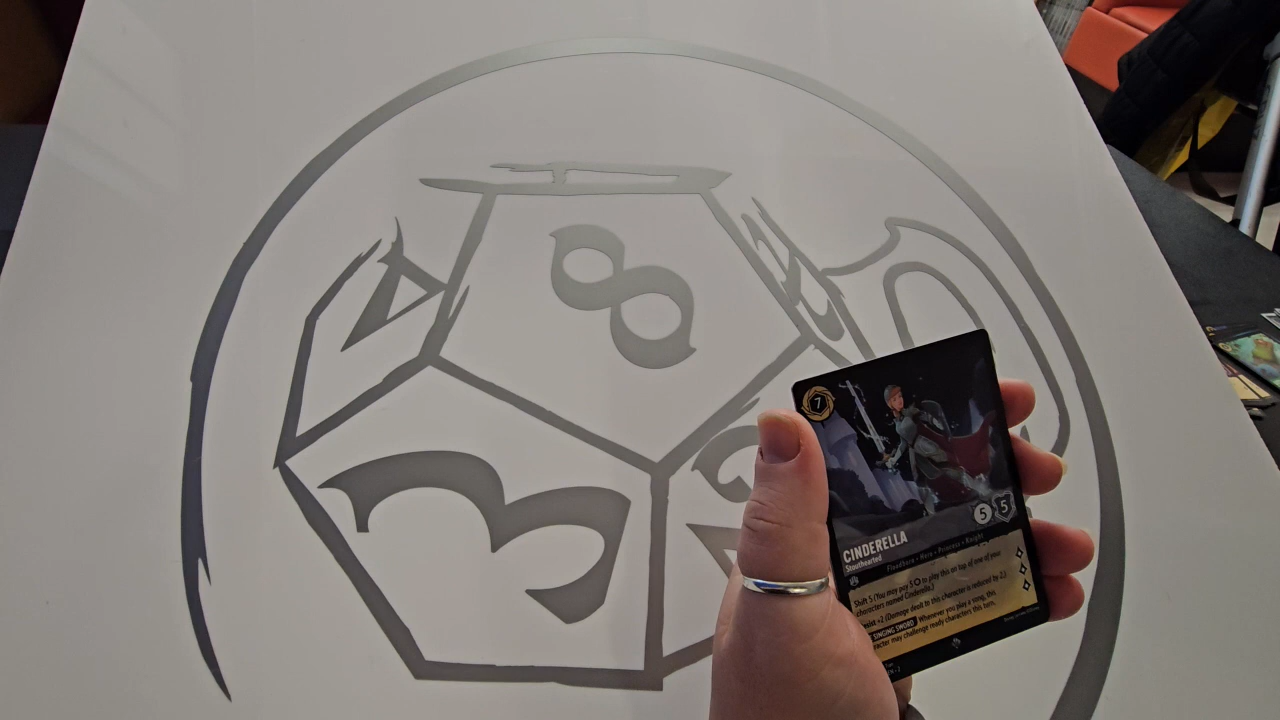 8
3
7
5 5
CINDERELLA
Stouthearted
Floodborn • Hero • Princess • Knight
Shift 5 (You may pay 5 to play this on top of one of your
characters named Cinderella.)
Resist +2 (Damage dealt to this character is reduced by 2.)
SINGING SWORD Whenever you play a song, this
character may challenge ready characters this turn.